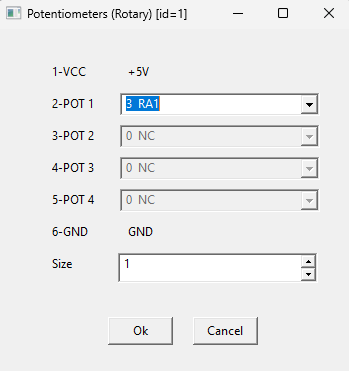 Potentiometers (Rotary) [id=1]
1-VCC +5V
2-POT 1 3 RA1
3-POT 2 0 NC
4-POT 3 0 NC
5-POT 4 0 NC
6-GND GND
Size 1
Ok Cancel